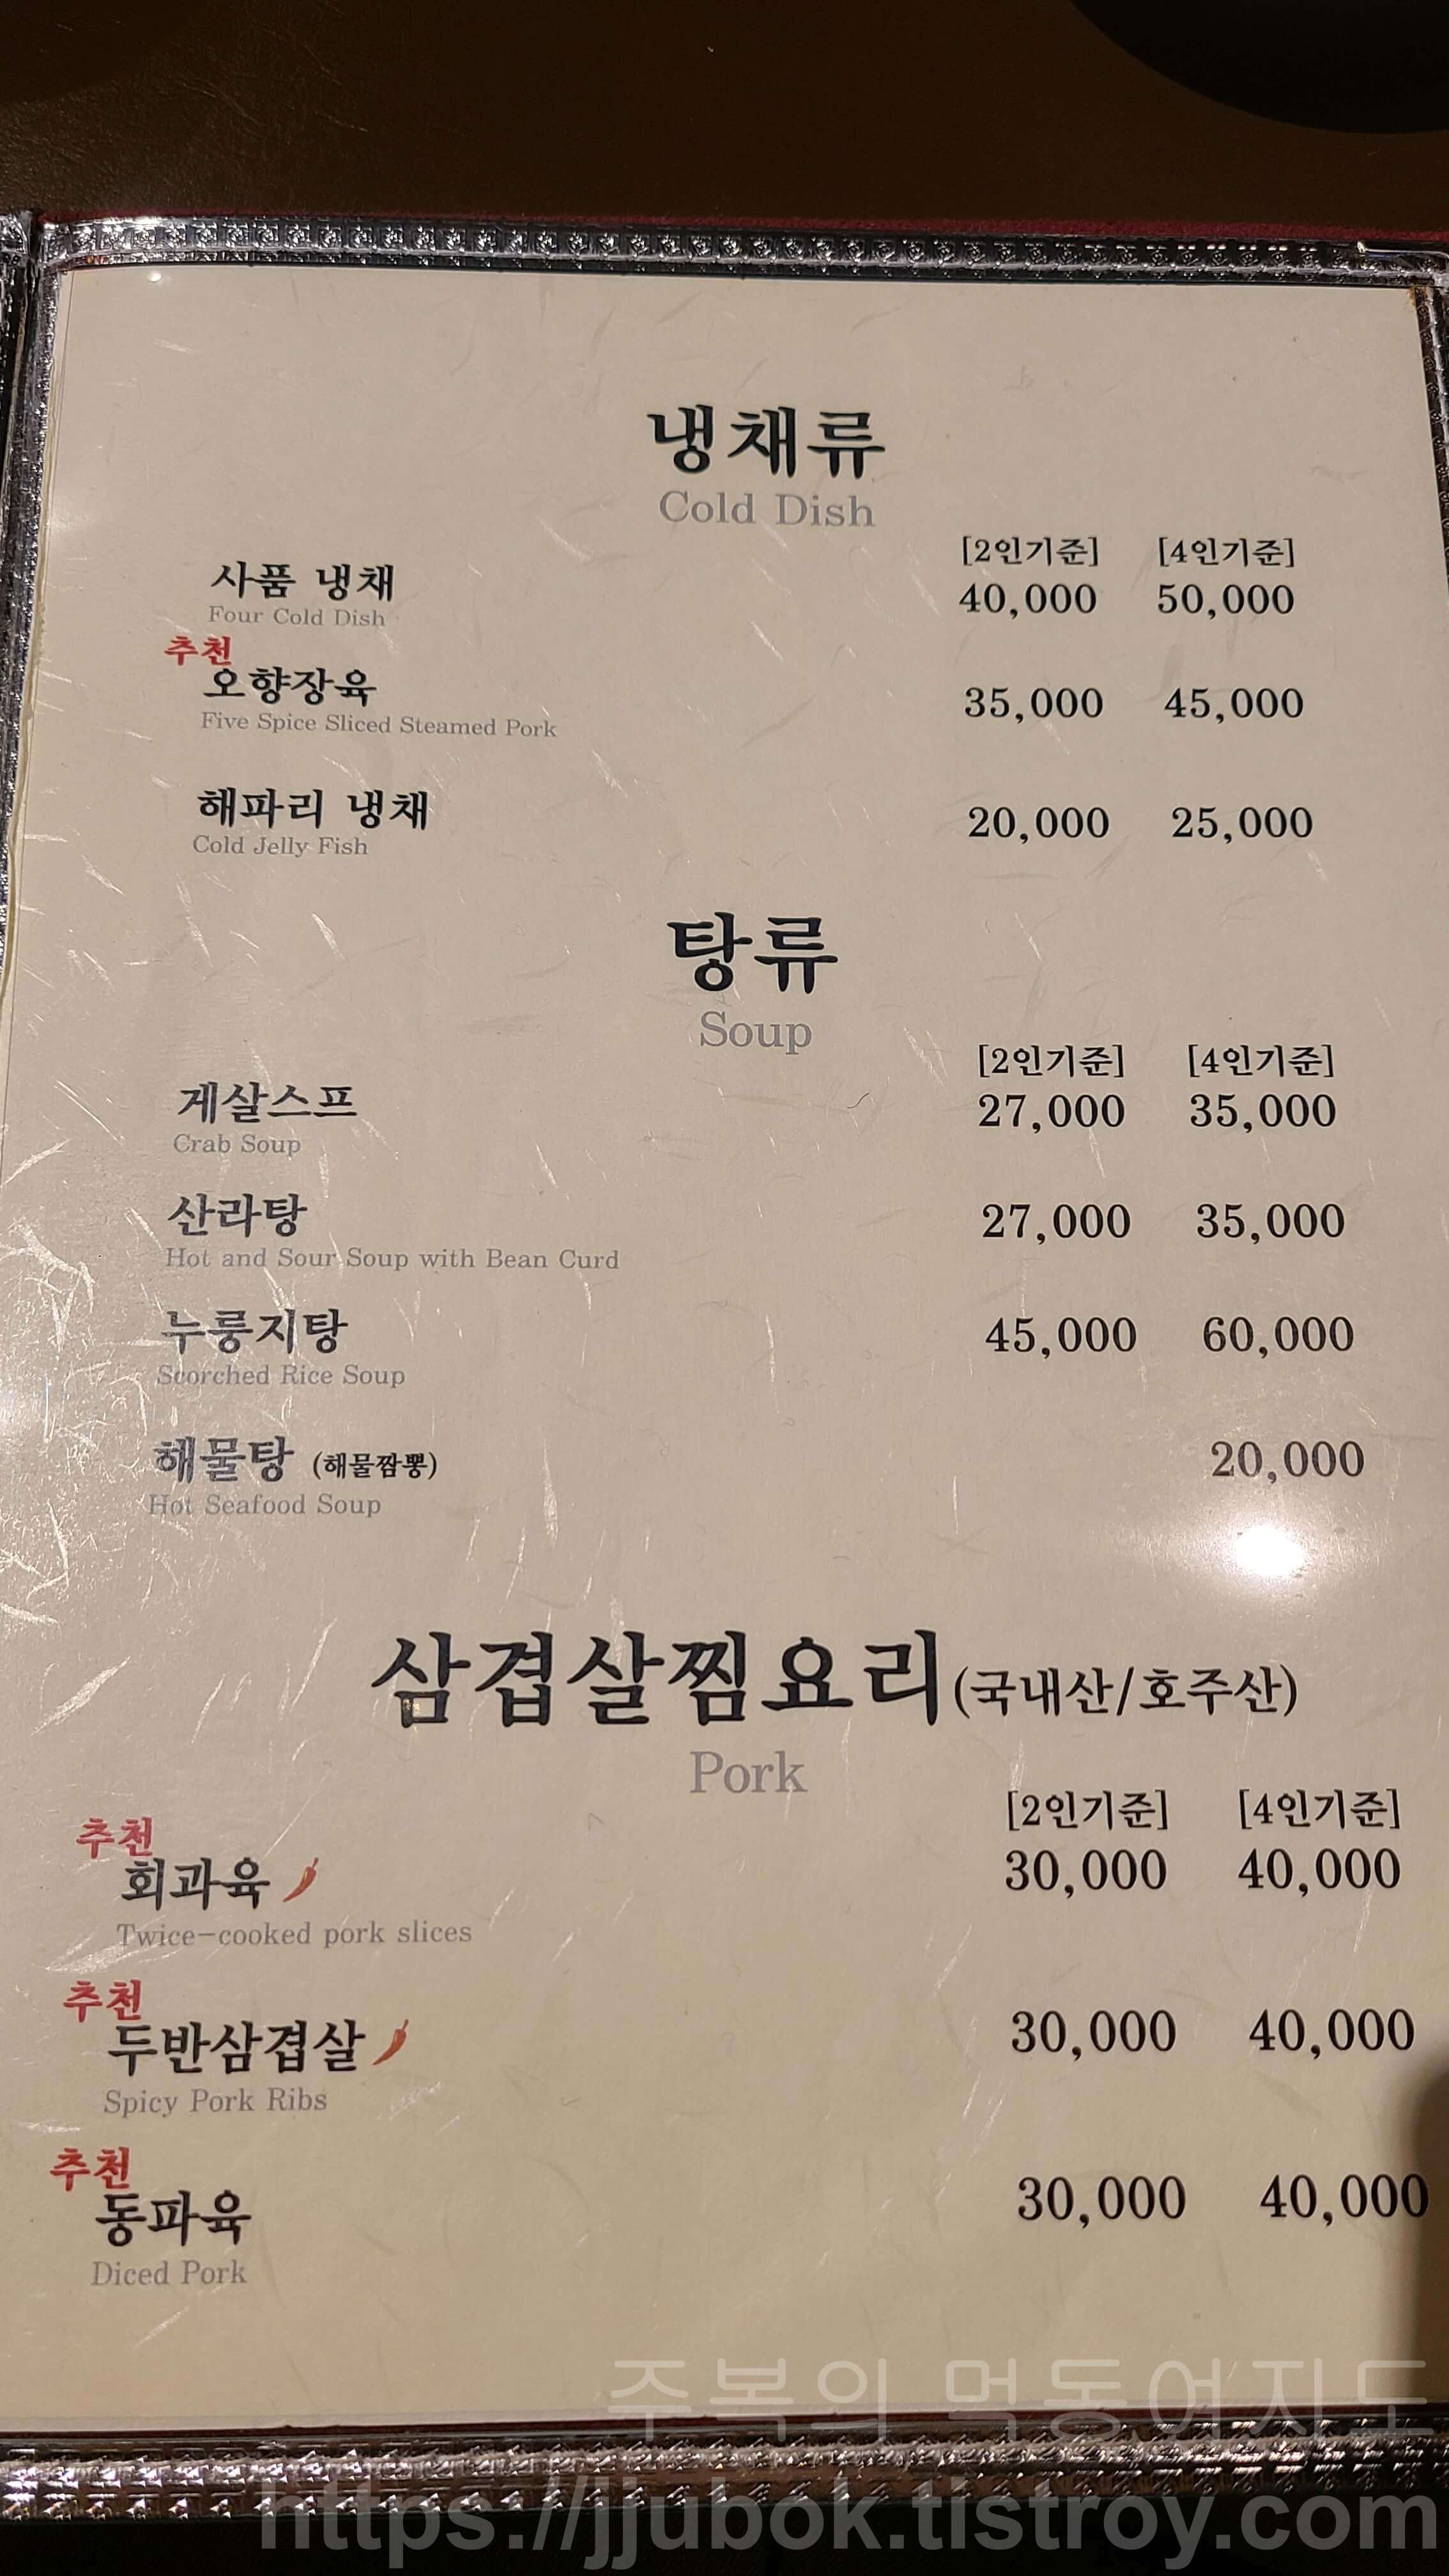 냉채류
Cold Dish
[2인기준] [4인기준]
사품 냉채 40,000 50,000
Four Cold Dish
추천
오향장육 35,000 45,000
Five Spice Sliced Steamed Pork
해파리 냉채 20,000 25,000
Cold Jelly Fish
탕류
Soup
[2인기준] [4인기준]
게살스프 27,000 35,000
Crab Soup
산라탕 27,000 35,000
Hot and Sour Soup with Bean Curd
누룽지탕 45,000 60,000
Scorched Rice Soup
해물탕 (해물짬뽕) 20,000
Hot Seafood Soup
삼겹살찜요리(국내산/호주산)
Pork
[2인기준] [4인기준]
추천
회과육 30,000 40,000
Twice-cooked pork slices
추천
두반삼겹살 30,000 40,000
Spicy Pork Ribs
추천
동파육 30,000 40,000
Diced Pork
주복의 먹동여지도
https://jjubok.tistroy.com